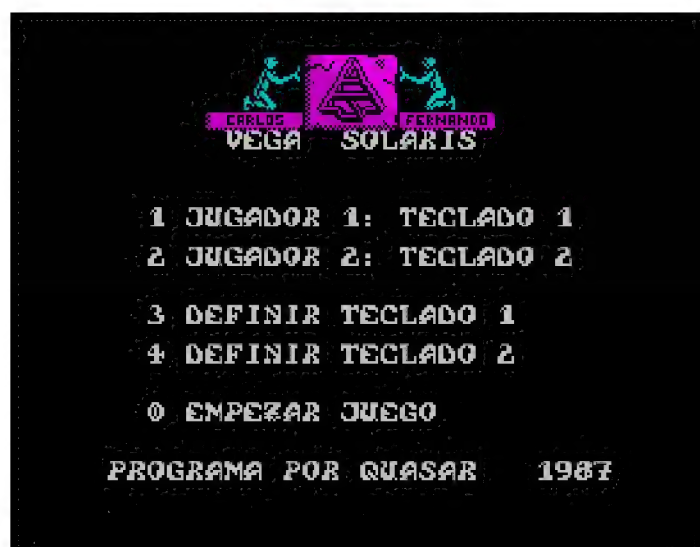 CARLOS FERNANDO
VEGA SOLARIS
1 JUGADOR 1: TECLADO 1
2 JUGADOR 2: TECLADO 2
3 DEFINIR TECLADO 1
4 DEFINIR TECLADO 2
0 EMPEZAR JUEGO
PROGRAMA POR QUASAR 1987